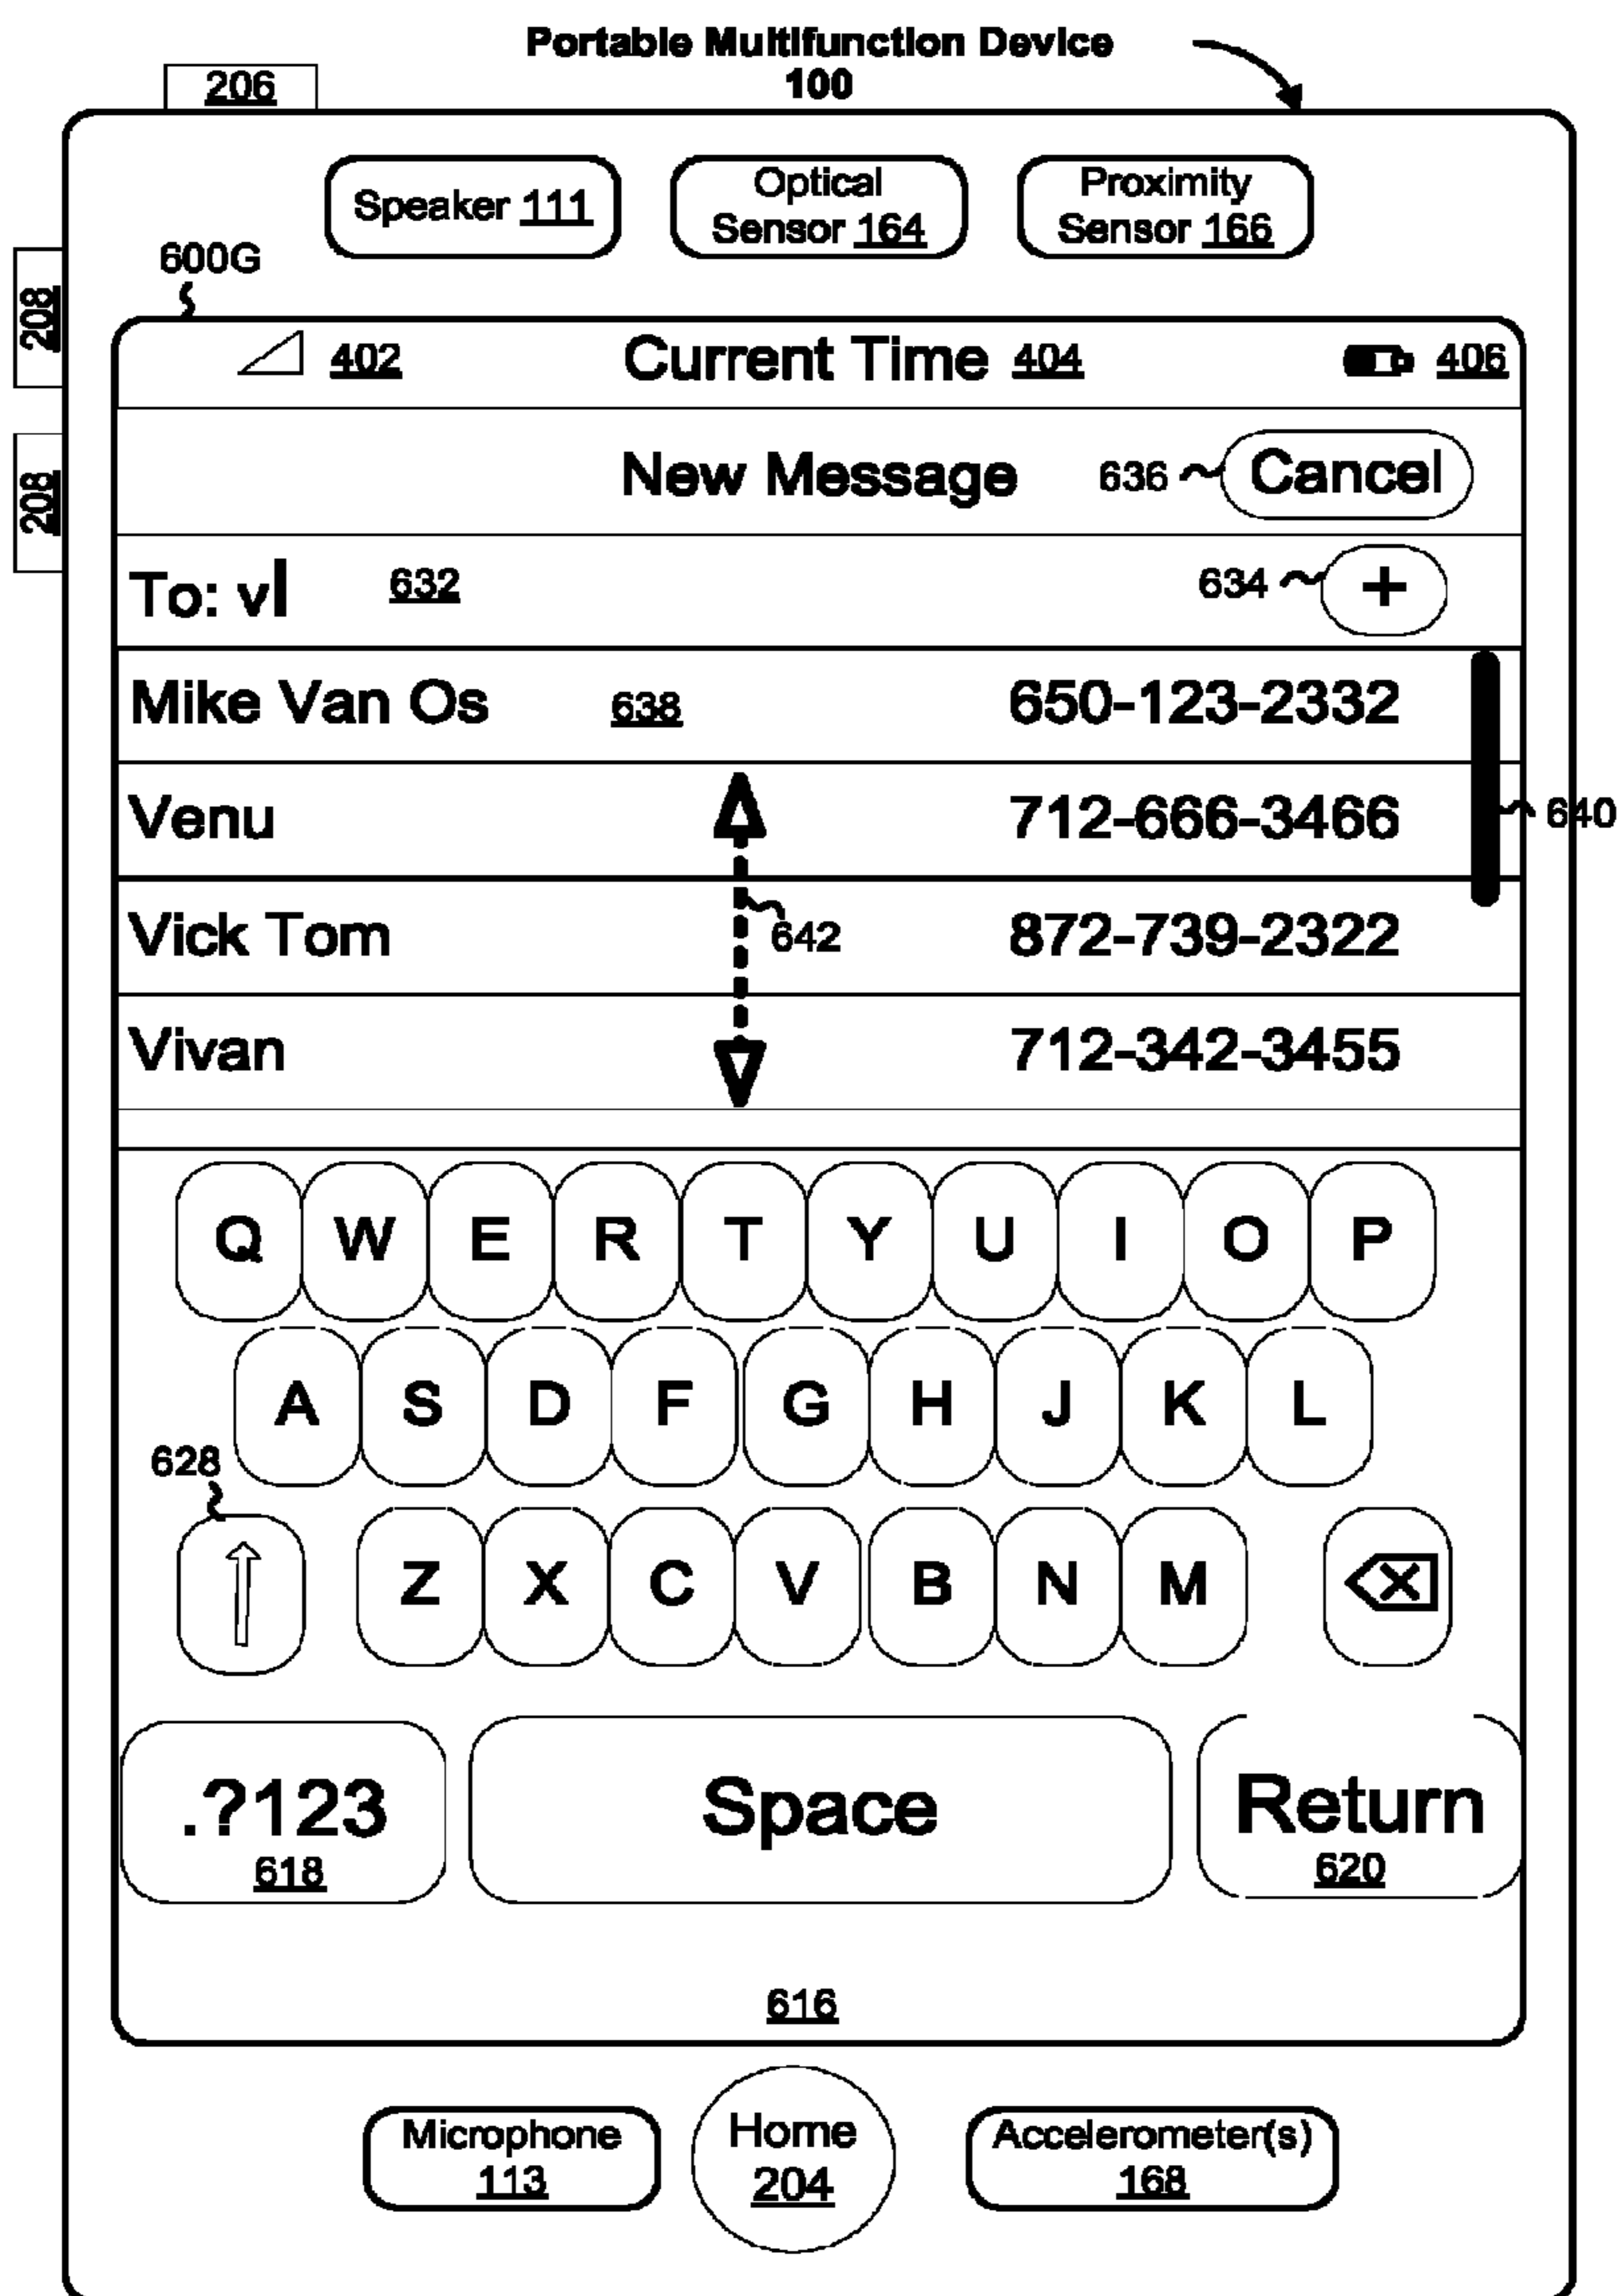 Portable Multifunction Device
100
206
Speaker 111
Optical
Sensor 164
Proximity
Sensor 166
600G
208
208
402 Current Time 404 406
New Message 636 Cancel
To: v 632 634 +
Mike Van Os 638 650-123-2332
Venu 712-666-3466 640
Vick Tom 642 872-739-2322
Vivan 712-342-3455
Q W E R T Y U I O P
A S D F G H J K L
628
Z X C V B N M
.?123 Space Return
618 620
616
Microphone
113
Home
204
Accelerometer(s)
168